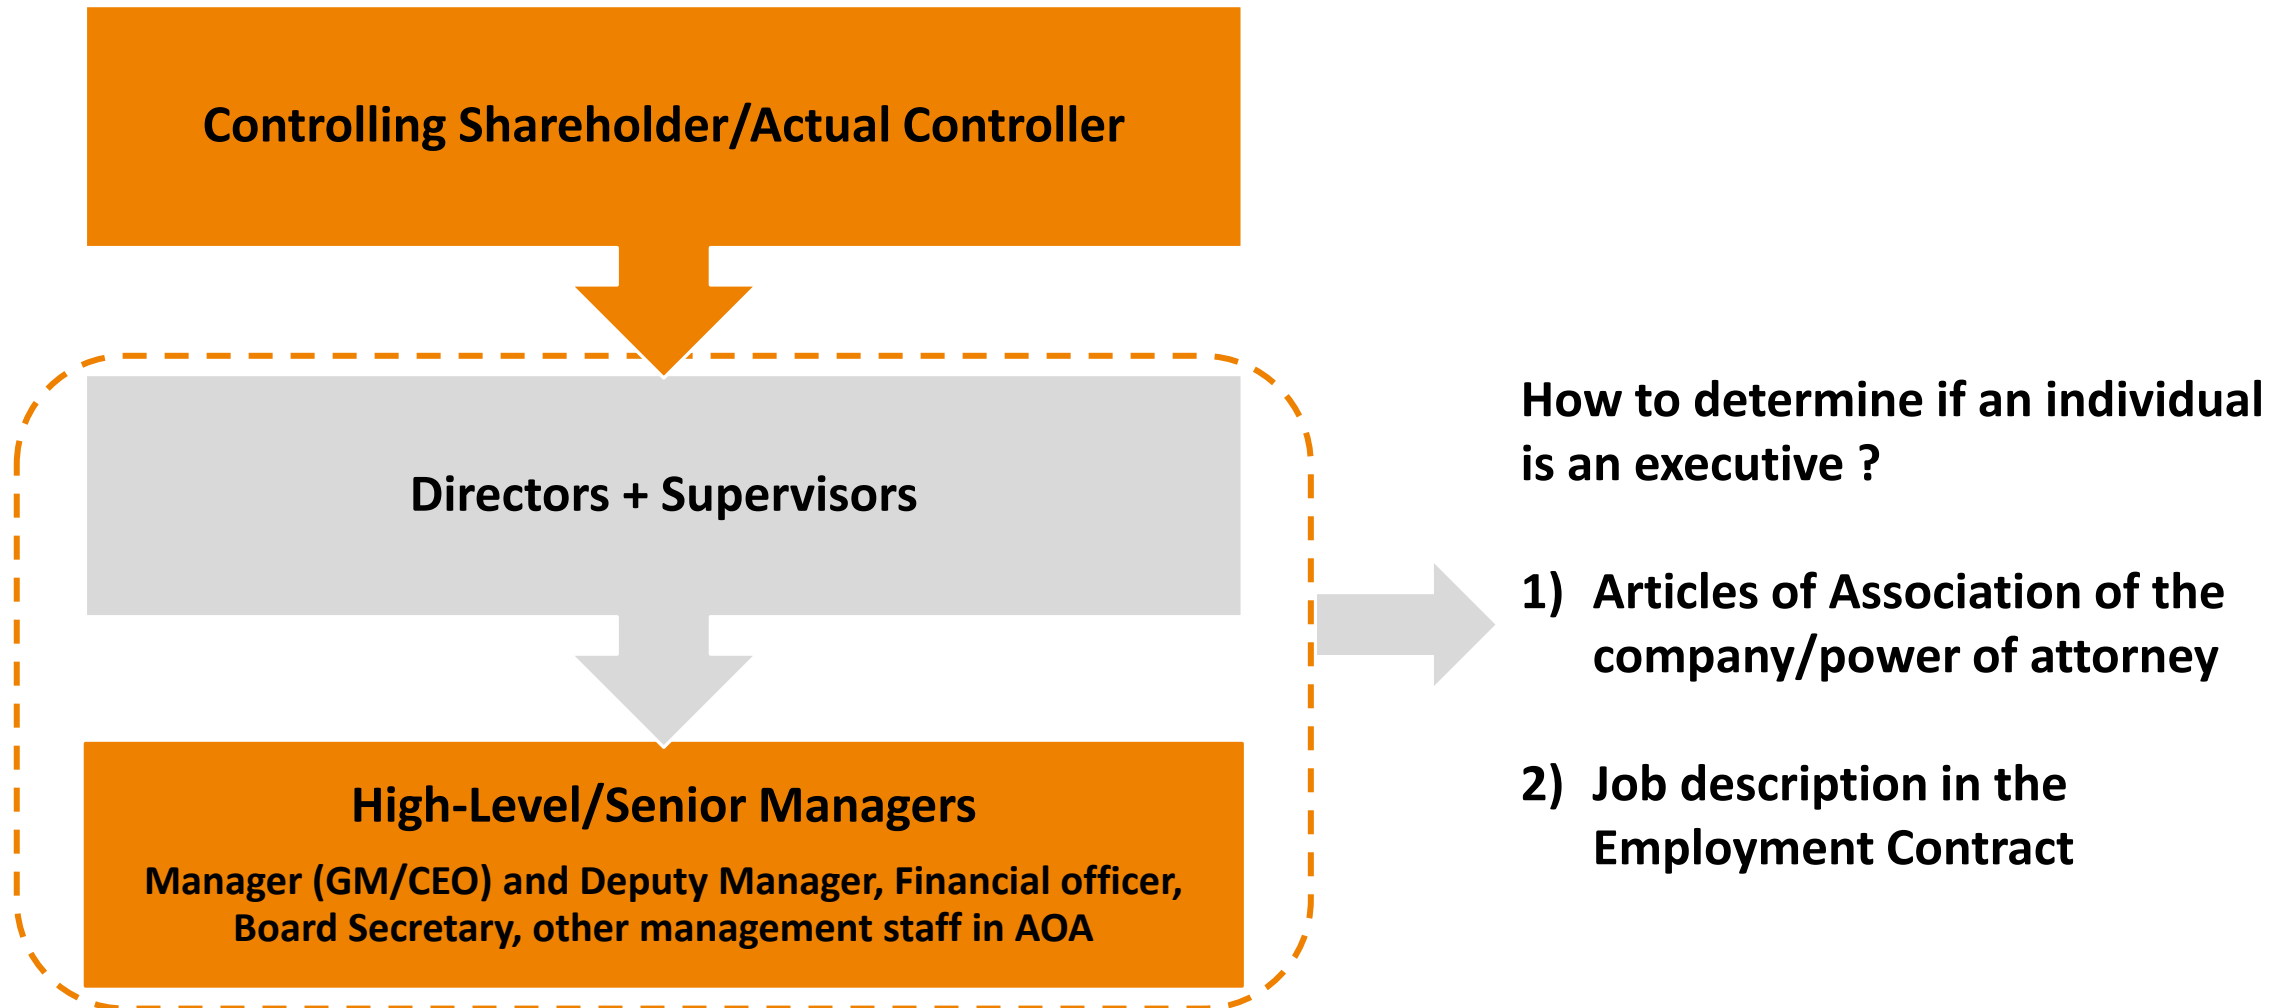 Controlling Shareholder/Actual Controller
Directors + Supervisors
High-Level/Senior Managers
Manager (GM/CEO) and Deputy Manager, Financial officer,
Board Secretary, other management staff in AOA
How to determine if an individual
is an executive ?
1) Articles of Association of the
company/power of attorney
2) Job description in the
Employment Contract